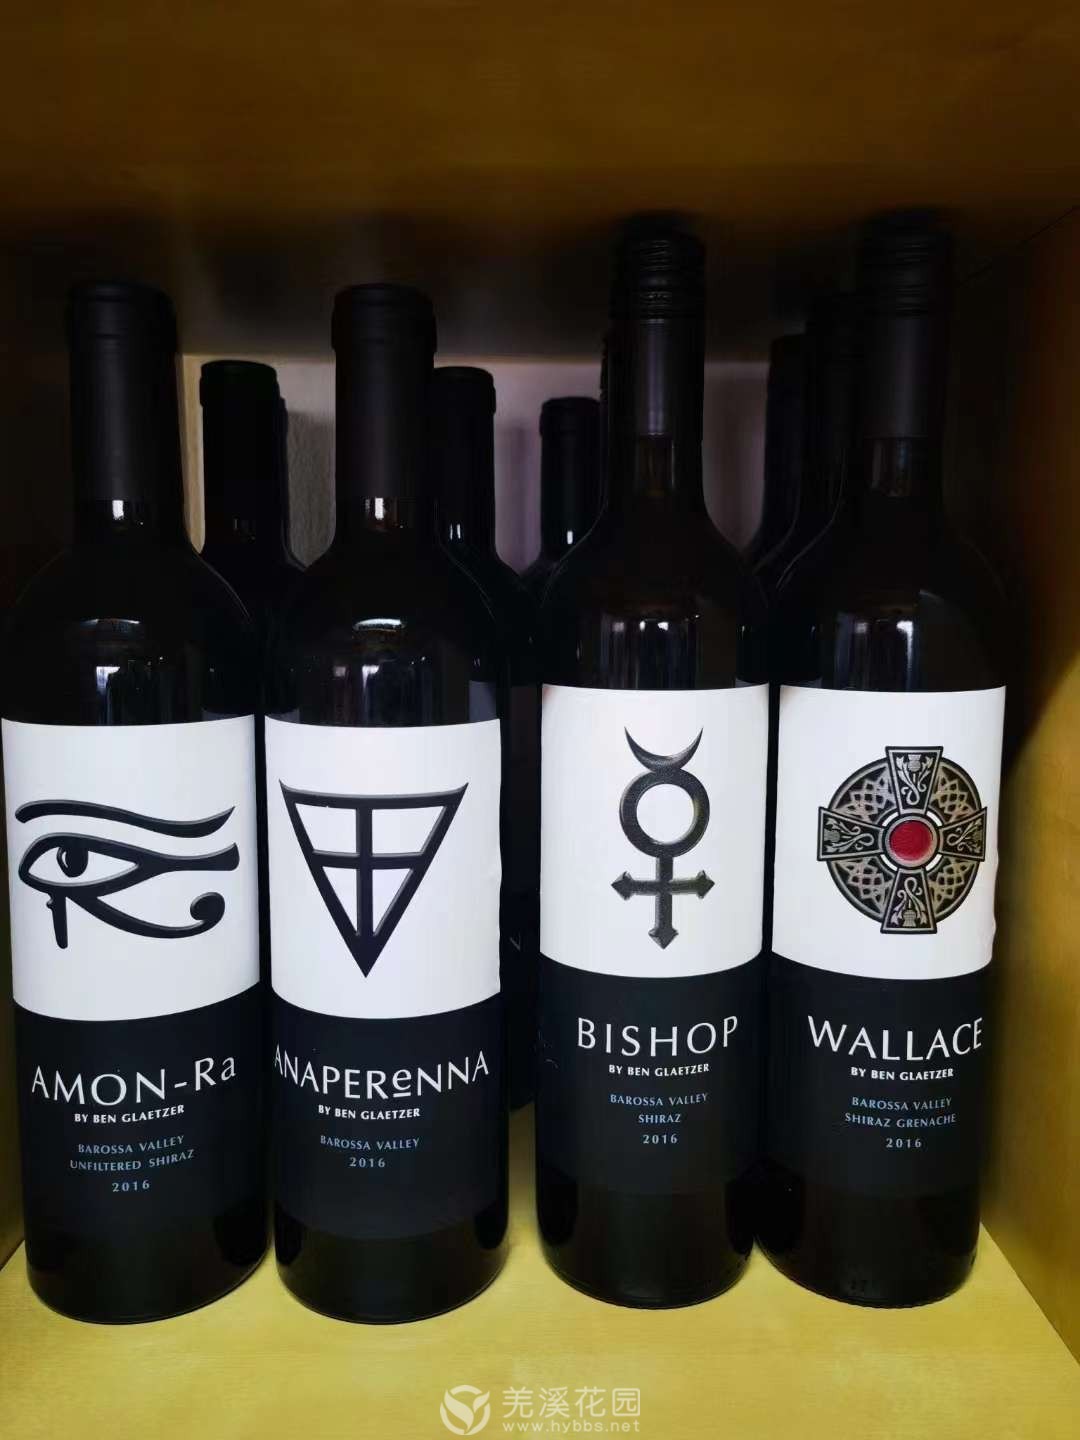 AMON-Ra
BY BEN GLAETZER
BAROSSA VALLEY
UNFILTERED SHIRAZ
2016
ANAPEReNNA
BY BEN GLAETZER
BAROSSA VALLEY
2016
BISHOP
BY BEN GLAETZER
BAROSSA VALLEY
SHIRAZ
2016
WALLACE
BY BEN GLAETZER
BAROSSA VALLEY
SHIRAZ GRENACHE
2016
羌溪花园
www.hybbs.net